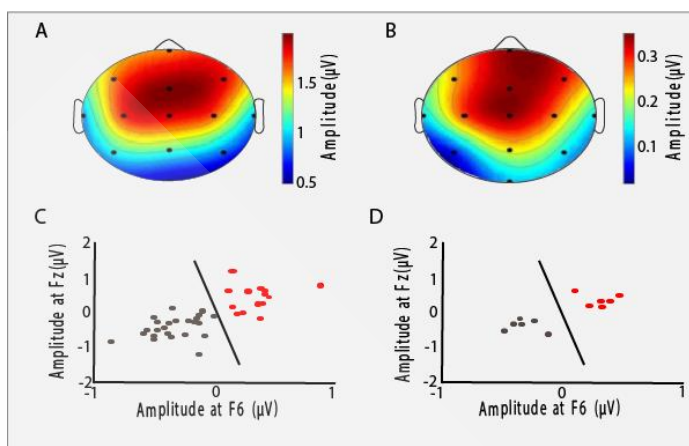 A
1.5
1
0.5
Amplitude(μV)
B
0.3
0.2
0.1
Amplitude(μV)
C
Amplitude at Fz(μV)
2
1
0
-1
-2
-1
0
1
Amplitude at F6 (μV)
D
Amplitude at Fz(μV)
2
1
0
-1
-2
-1
0
1
Amplitude at F6 (μV)